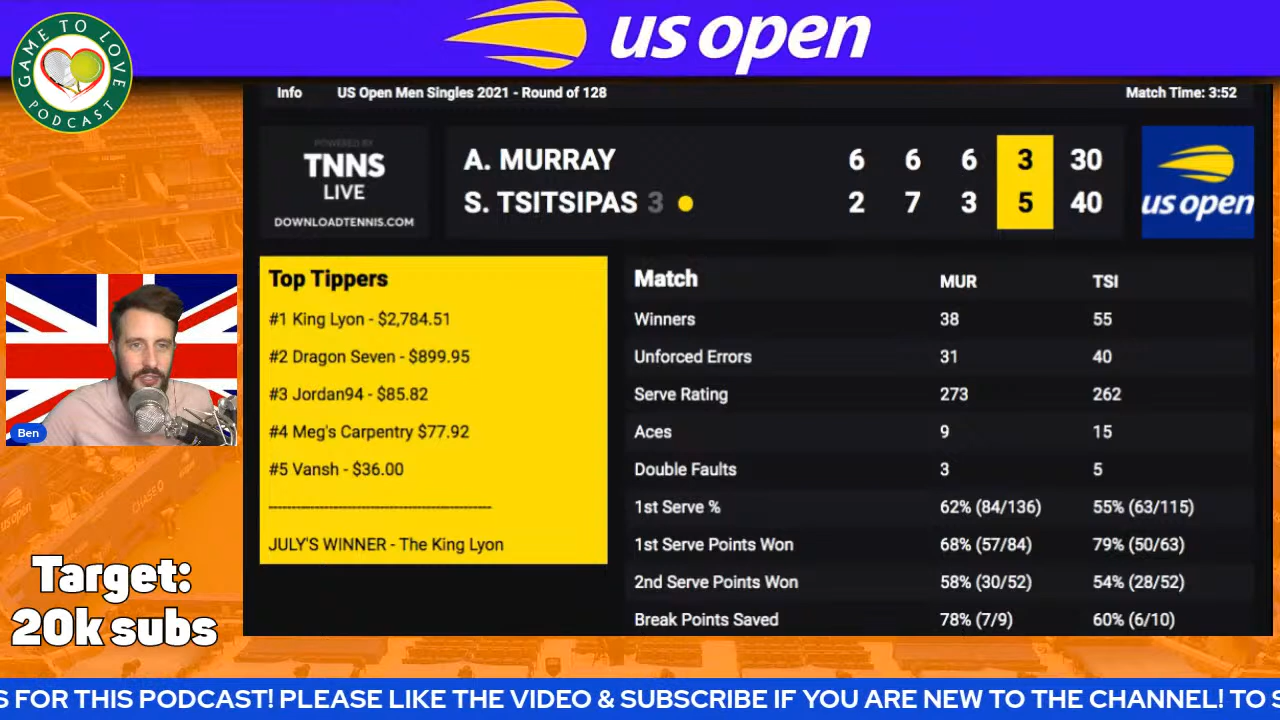 GAME TO LOVE
PODCAST
us open
Info US Open Men Singles 2021 - Round of 128 Match Time: 3:52
POWERED BY
TNNS
LIVE
DOWNLOADTENNIS.COM
A. MURRAY 6 6 6 3 30
S. TSITSIPAS 3 2 7 3 5 40
us open
Top Tippers
#1 King Lyon - $2,784.51
#2 Dragon Seven - $899.95
#3 Jordan94 - $85.82
#4 Meg's Carpentry $77.92
#5 Vansh - $36.00
JULY'S WINNER - The King Lyon
Match MUR TSI
Winners 38 55
Unforced Errors 31 40
Serve Rating 273 262
Aces 9 15
Double Faults 3 5
1st Serve % 62% (84/136) 55% (63/115)
1st Serve Points Won 68% (57/84) 79% (50/63)
2nd Serve Points Won 58% (30/52) 54% (28/52)
Break Points Saved 78% (7/9) 60% (6/10)
Ben
CHASE
us open
Target:
20k subs
S FOR THIS PODCAST! PLEASE LIKE THE VIDEO & SUBSCRIBE IF YOU ARE NEW TO THE CHANNEL! TO S